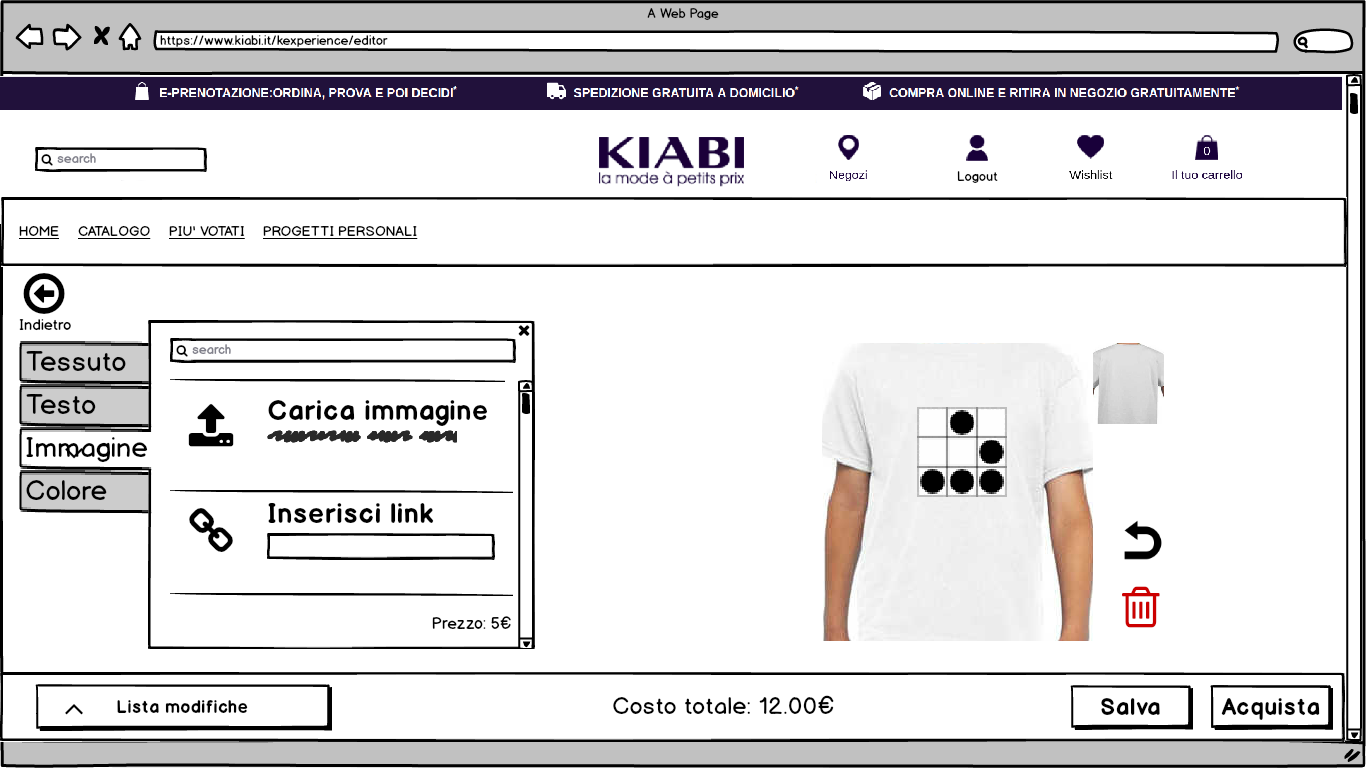 A Web Page
https://www.kiabi.it/kexperience/editor
E-PRENOTAZIONE:ORDINA, PROVA E POI DECIDI* SPEDIZIONE GRATUITA A DOMICILIO* COMPRA ONLINE E RITIRA IN NEGOZIO GRATUITAMENTE*
search
KIABI
la mode à petits prix
Negozi
Logout
Wishlist
0
Il tuo carrello
HOME CATALOGO PIU' VOTATI PROGETTI PERSONALI
Indietro
Tessuto
Testo
Immagine
Colore
search
Carica immagine
Inserisci link
Prezzo: 5€
Lista modifiche
Costo totale: 12.00€
Salva
Acquista